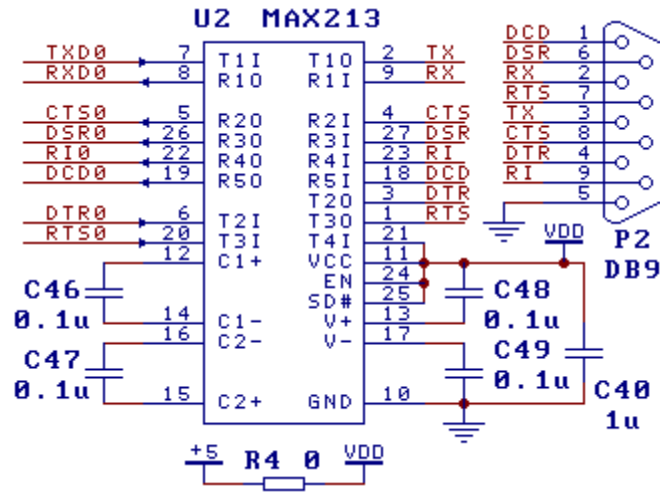 U2 MAX213
TXD0 7 T1I T1O 2 TX
RXD0 8 R1O R1I 9 RX
CTS0 5 R2O R2I 4 CTS
DSR0 26 R3O R3I 27 DSR
RI0 22 R4O R4I 23 RI
DCD0 19 R5O R5I 18 DCD
T2O 3 DTR
DTR0 6 T2I T3O 1 RTS
RTS0 20 T3I T4I 21
12 C1+ VCC 11
EN 24
SD# 25
C46 0.1u
14 C1- V+ 13
16 C2- V- 17
C47 0.1u
15 C2+ GND 10
C48 0.1u
C49 0.1u
C40 1u
VDD
DCD 1
DSR 6
RX 2
RTS 7
TX 3
CTS 8
DTR 4
RI 9
5
P2
DB9
+5 R4 0 VDD